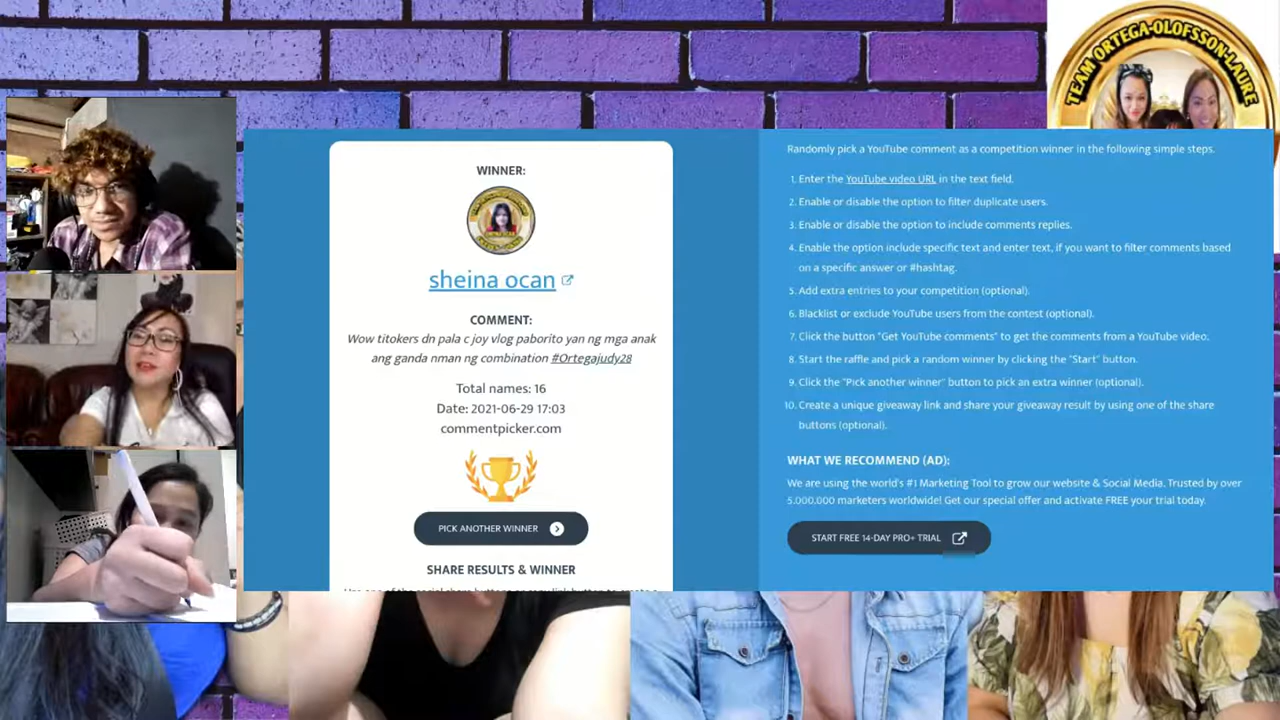 TEAM ORTEGA-OLOFSSON-LAURE
WINNER:
sheina ocan
COMMENT:
Wow titokers dn pala c joy vlog paborito yan ng mga anak
ang ganda nman ng combination #Ortegajudy28
Total names: 16
Date: 2021-06-29 17:03
commentpicker.com
PICK ANOTHER WINNER
SHARE RESULTS & WINNER
Randomly pick a YouTube comment as a competition winner in the following simple steps.
1. Enter the YouTube video URL in the text field.
2. Enable or disable the option to filter duplicate users.
3. Enable or disable the option to include comments replies.
4. Enable the option include specific text and enter text, if you want to filter comments based
on a specific answer or #hashtag.
5. Add extra entries to your competition (optional).
6. Blacklist or exclude YouTube users from the contest (optional).
7. Click the button "Get YouTube comments" to get the comments from a YouTube video.
8. Start the raffle and pick a random winner by clicking the "Start" button.
9. Click the "Pick another winner" button to pick an extra winner (optional).
10. Create a unique giveaway link and share your giveaway result by using one of the share
buttons (optional).
WHAT WE RECOMMEND (AD):
We are using the world's #1 Marketing Tool to grow our website & Social Media. Trusted by over
5.000.000 marketers worldwide! Get our special offer and activate FREE your trial today.
START FREE 14-DAY PRO+ TRIAL